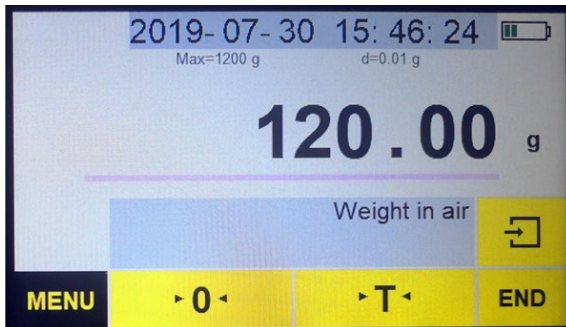 2019-07-30 15:46:24
Max=1200 g d=0.01 g
120.00 g
Weight in air
MENU ▸0◂ ▸T◂ END